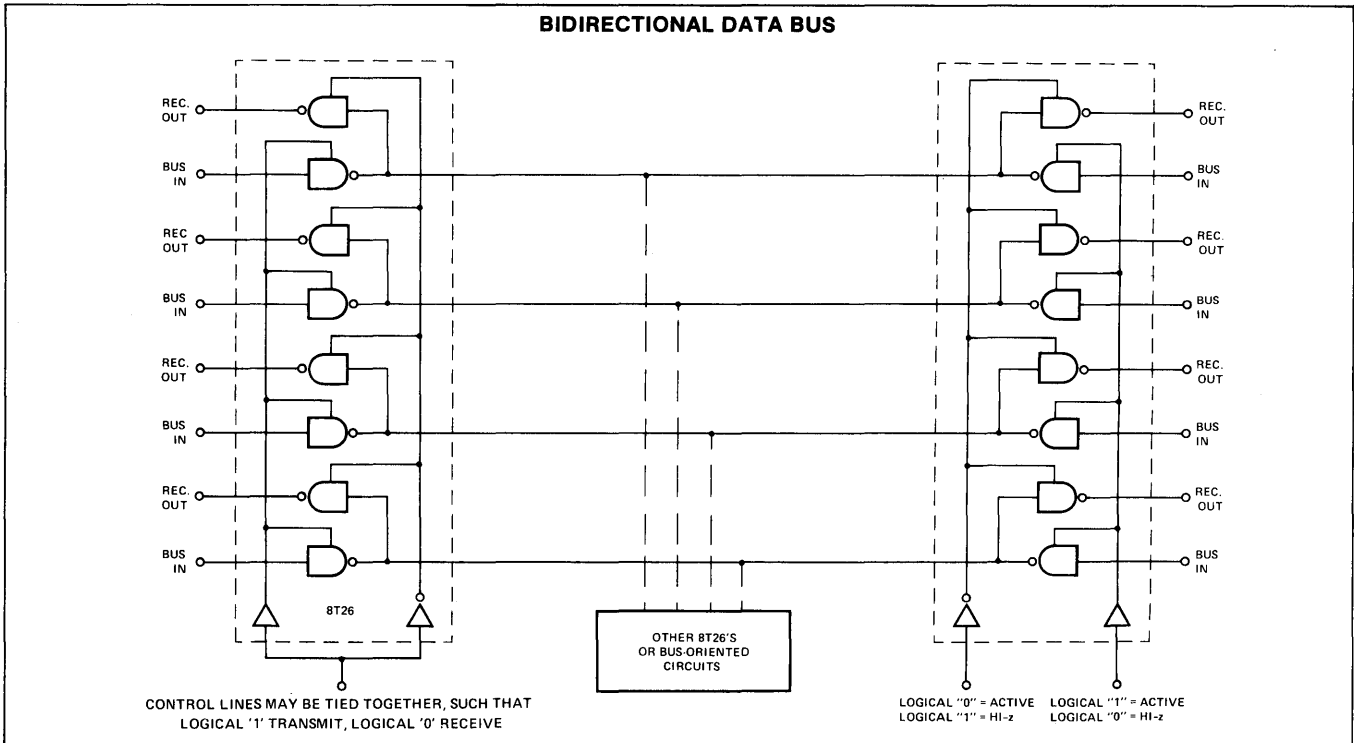 BIDIRECTIONAL DATA BUS
REC.
OUT
BUS
IN
REC
OUT
BUS
IN
REC.
OUT
BUS
IN
REC.
OUT
BUS
IN
8T26
CONTROL LINES MAY BE TIED TOGETHER, SUCH THAT
LOGICAL '1' TRANSMIT, LOGICAL '0' RECEIVE
OTHER 8T26'S
OR BUS-ORIENTED
CIRCUITS
REC.
OUT
BUS
IN
REC.
OUT
BUS
IN
REC.
OUT
BUS
IN
REC.
OUT
BUS
IN
LOGICAL "0" = ACTIVE
LOGICAL "1" = HI-z
LOGICAL "1" = ACTIVE
LOGICAL "0" = HI-z